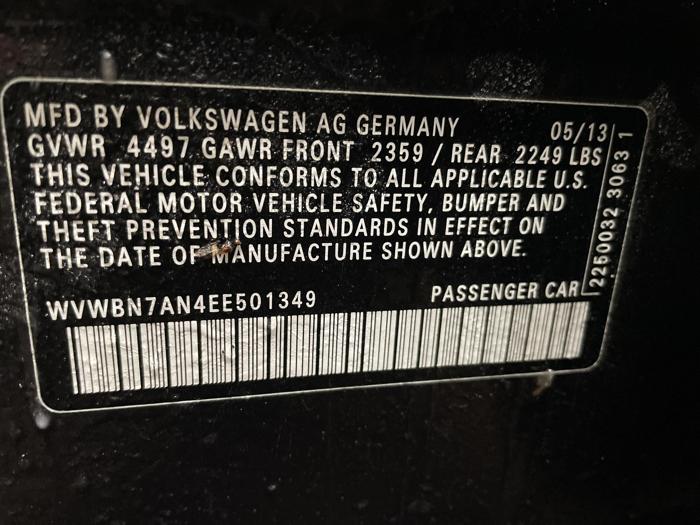 MFD BY VOLKSWAGEN AG GERMANY 05/13
GVWR 4497 GAWR FRONT 2359 / REAR 2249 LBS
THIS VEHICLE CONFORMS TO ALL APPLICABLE U.S.
FEDERAL MOTOR VEHICLE SAFETY, BUMPER AND
THEFT PREVENTION STANDARDS IN EFFECT ON
THE DATE OF MANUFACTURE SHOWN ABOVE.
WVWBN7AN4EE501349 PASSENGER CAR
2250032 3063 1